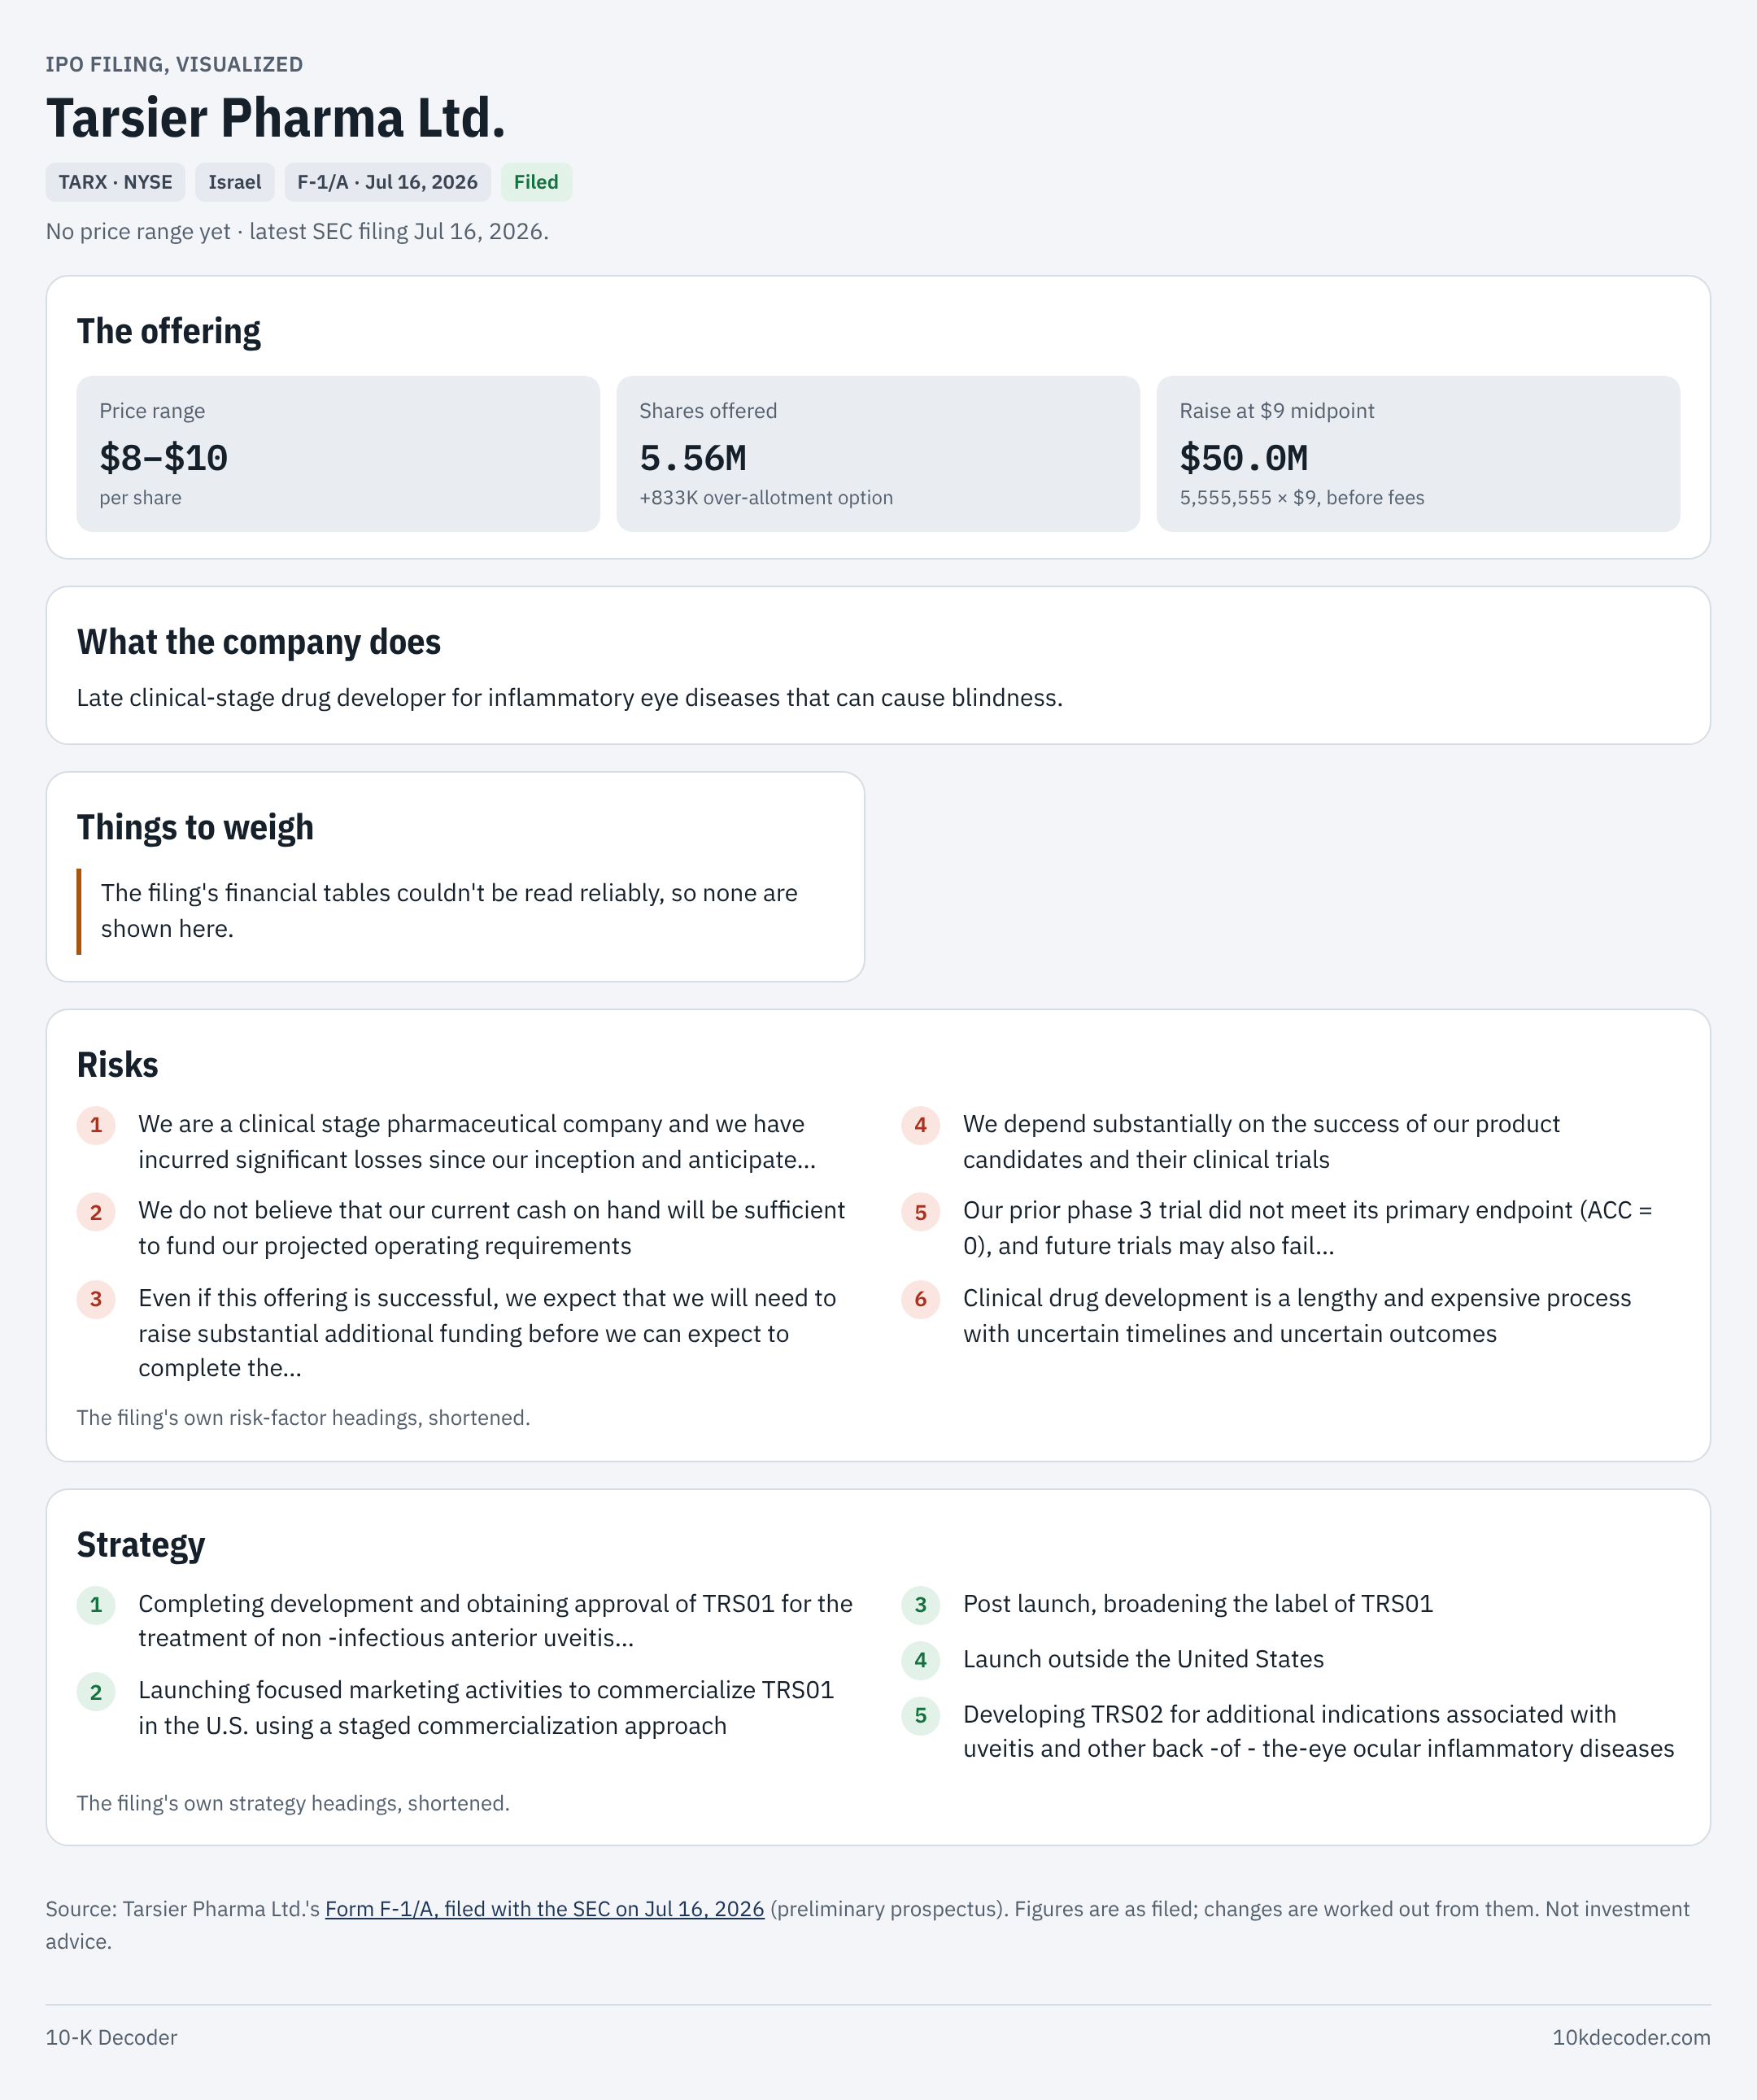 IPO FILING, VISUALIZED
Tarsier Pharma Ltd.
TARX · NYSE
Israel
F-1/A · Jul 16, 2026
Filed
No price range yet · latest SEC filing Jul 16, 2026.
The offering
Price range
$8–$10
per share
Shares offered
5.56M
+833K over-allotment option
Raise at $9 midpoint
$50.0M
5,555,555 × $9, before fees
What the company does
Late clinical-stage drug developer for inflammatory eye diseases that can cause blindness.
Things to weigh
The filing's financial tables couldn't be read reliably, so none are
shown here.
Risks
1
We are a clinical stage pharmaceutical company and we have
incurred significant losses since our inception and anticipate…
2
We do not believe that our current cash on hand will be sufficient
to fund our projected operating requirements
3
Even if this offering is successful, we expect that we will need to
raise substantial additional funding before we can expect to
complete the…
4
We depend substantially on the success of our product
candidates and their clinical trials
5
Our prior phase 3 trial did not meet its primary endpoint (ACC =
0), and future trials may also fail…
6
Clinical drug development is a lengthy and expensive process
with uncertain timelines and uncertain outcomes
The filing's own risk-factor headings, shortened.
Strategy
1
Completing development and obtaining approval of TRS01 for the
treatment of non -infectious anterior uveitis…
2
Launching focused marketing activities to commercialize TRS01
in the U.S. using a staged commercialization approach
3
Post launch, broadening the label of TRS01
4
Launch outside the United States
5
Developing TRS02 for additional indications associated with
uveitis and other back -of - the-eye ocular inflammatory diseases
The filing's own strategy headings, shortened.
Source: Tarsier Pharma Ltd.'s Form F-1/A, filed with the SEC on Jul 16, 2026 (preliminary prospectus). Figures are as filed; changes are worked out from them. Not investment
advice.
10-K Decoder
10kdecoder.com